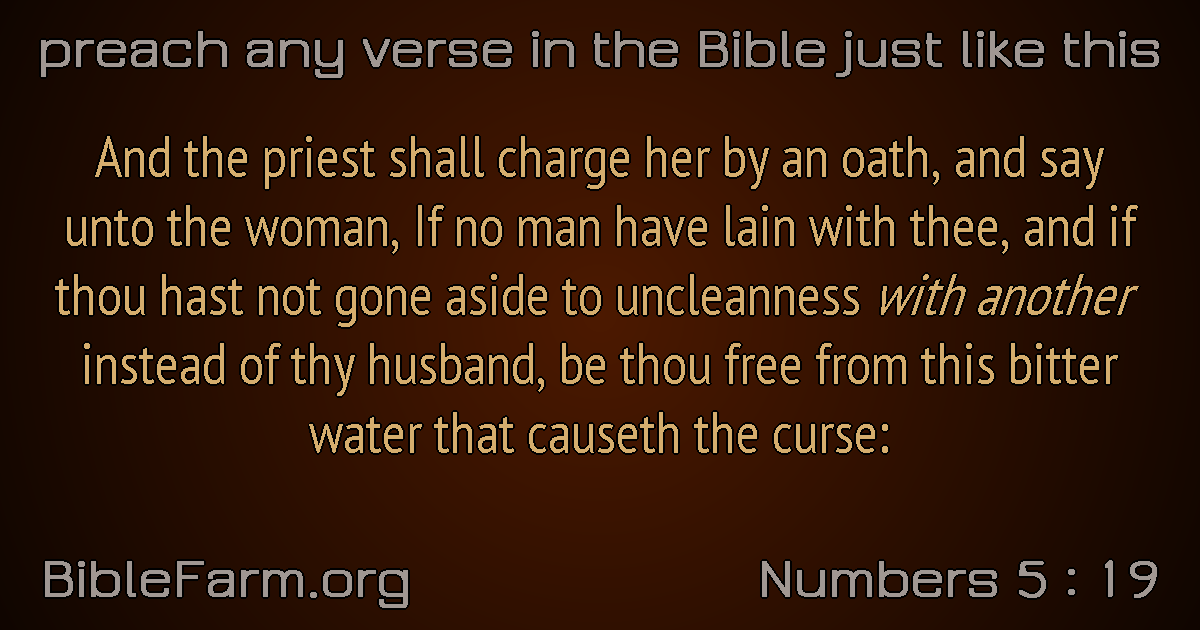 preach any verse in the Bible just like this
And the priest shall charge her by an oath, and say
unto the woman, If no man have lain with thee, and if
thou hast not gone aside to uncleanness with another
instead of thy husband, be thou free from this bitter
water that causeth the curse:
BibleFarm.org
Numbers 5 : 19